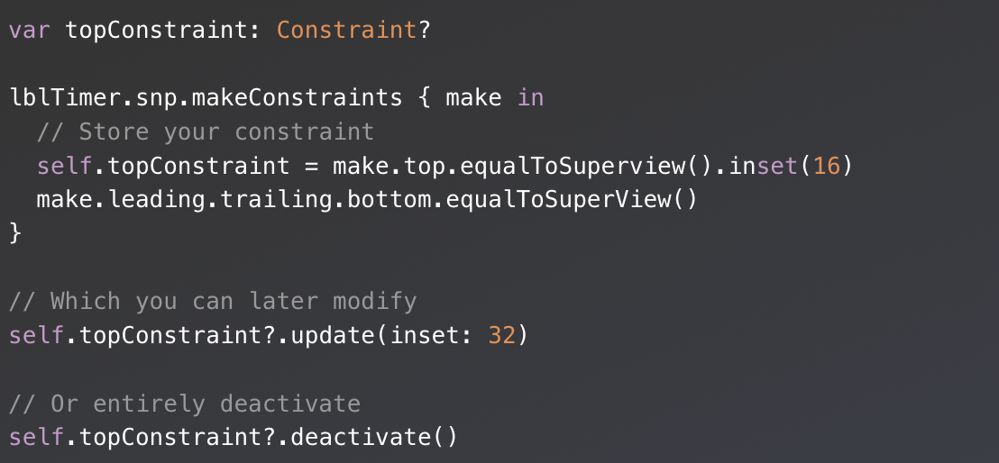 var topConstraint: Constraint?
lblTimer.snp.makeConstraints { make in
// Store your constraint
self.topConstraint = make.top.equalToSuperview().inset(16)
make.leading.trailing.bottom.equalToSuperView()
}
// Which you can later modify
self.topConstraint?.update(inset: 32)
// Or entirely deactivate
self.topConstraint?.deactivate()